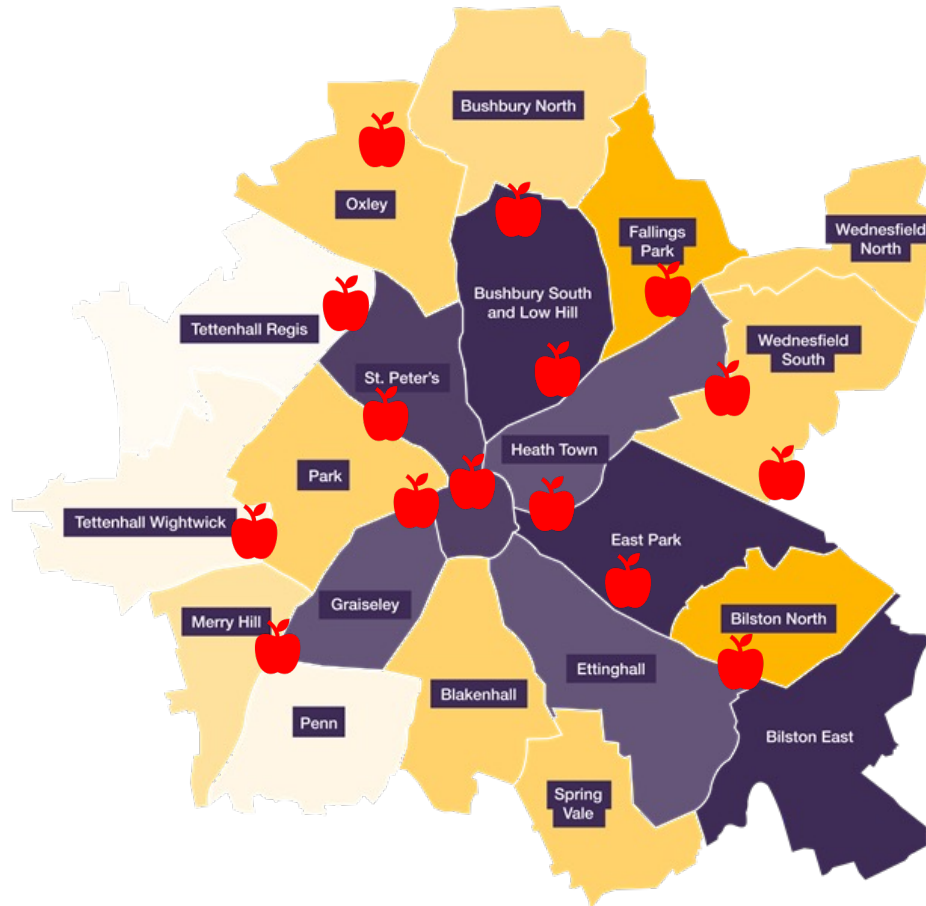 Bushbury North
Oxley
Fallings
Park
Wednesfield
North
Bushbury South
and Low Hill
Tettenhall Regis
Wednesfield
South
St. Peter's
Heath Town
Park
Tettenhall Wightwick
East Park
Graiseley
Merry Hill
Bilston North
Ettinghall
Blakenhall
Penn
Bilston East
Spring
Vale